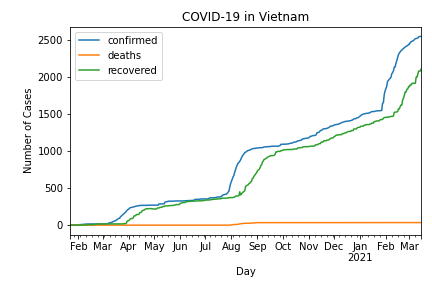 COVID-19 in Vietnam
confirmed
deaths
recovered
Number of Cases
2500
2000
1500
1000
500
0
Feb Mar Apr May Jun Jul Aug Sep Oct Nov Dec Jan Feb Mar
2021
Day